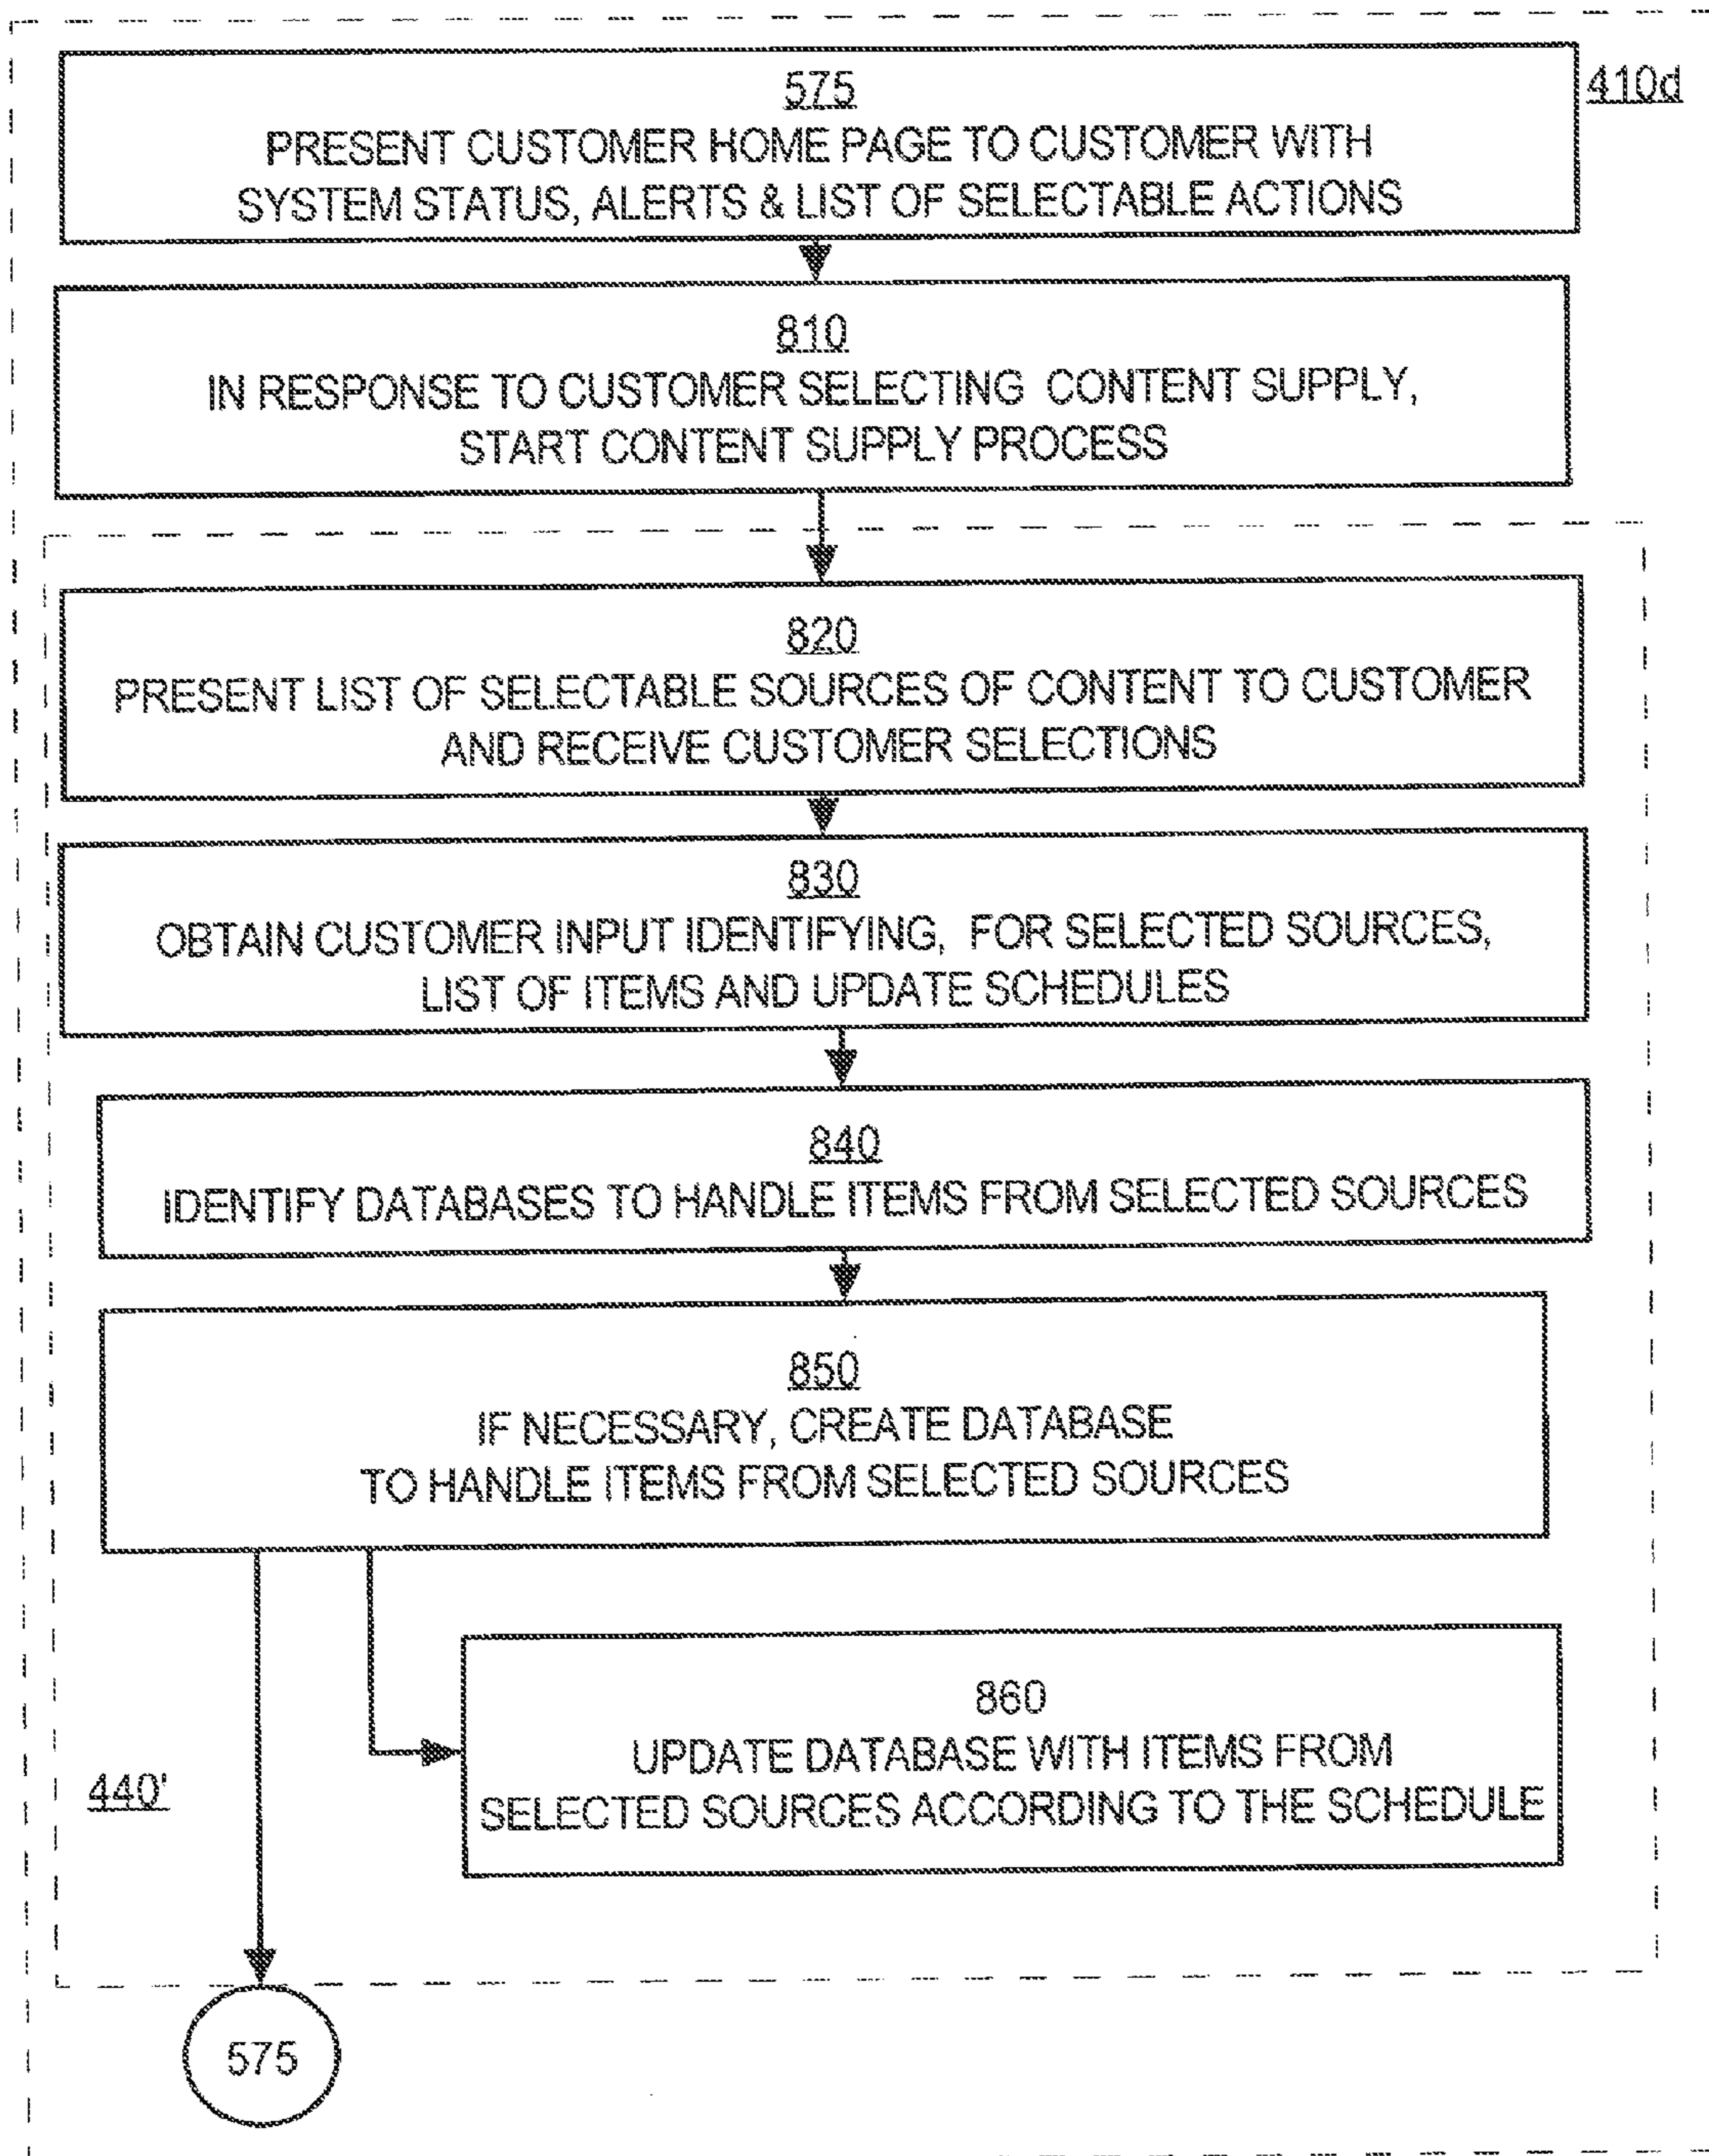 575
410d
PRESENT CUSTOMER HOME PAGE TO CUSTOMER WITH
SYSTEM STATUS, ALERTS & LIST OF SELECTABLE ACTIONS
810
IN RESPONSE TO CUSTOMER SELECTING CONTENT SUPPLY,
START CONTENT SUPPLY PROCESS
820
PRESENT LIST OF SELECTABLE SOURCES OF CONTENT TO CUSTOMER
AND RECEIVE CUSTOMER SELECTIONS
830
OBTAIN CUSTOMER INPUT IDENTIFYING, FOR SELECTED SOURCES,
LIST OF ITEMS AND UPDATE SCHEDULES
840
IDENTIFY DATABASES TO HANDLE ITEMS FROM SELECTED SOURCES
850
IF NECESSARY, CREATE DATABASE
TO HANDLE ITEMS FROM SELECTED SOURCES
860
UPDATE DATABASE WITH ITEMS FROM
SELECTED SOURCES ACCORDING TO THE SCHEDULE
440'
575